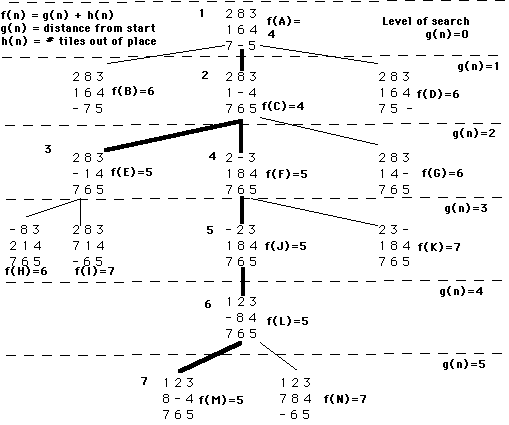 f(n) = g(n) + h(n)
g(n) = distance from start
h(n) = # tiles out of place
1
2 8 3
1 6 4
7 - 5
f(A)=
4
Level of search
g(n)=0
g(n)=1
2 8 3
1 6 4
- 7 5
f(B)=6
2
2 8 3
1 - 4
7 6 5
f(C)=4
2 8 3
1 6 4
7 5 -
f(D)=6
g(n)=2
3
2 8 3
- 1 4
7 6 5
f(E)=5
4
2 - 3
1 8 4
7 6 5
f(F)=5
2 8 3
1 4 -
7 6 5
f(G)=6
g(n)=3
- 8 3
2 1 4
7 6 5
f(H)=6
2 8 3
7 1 4
- 6 5
f(I)=7
5
- 2 3
1 8 4
7 6 5
f(J)=5
2 3 -
1 8 4
7 6 5
f(K)=7
g(n)=4
6
1 2 3
- 8 4
7 6 5
f(L)=5
g(n)=5
7
1 2 3
8 - 4
7 6 5
f(M)=5
1 2 3
7 8 4
- 6 5
f(N)=7